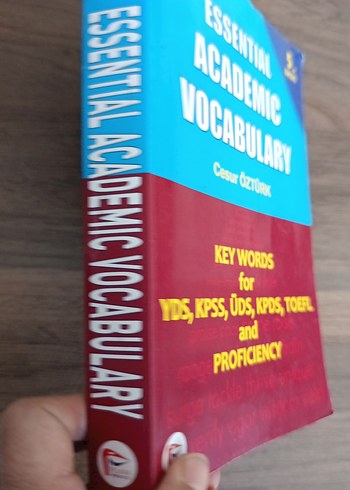 ESSENTIAL ACADEMIC VOCABULARY
ESSENTIAL
ACADEMIC
VOCABULARY
Cesur ÖZTÜRK
KEY WORDS
for
YDS, KPSS, ÜDS, KPDS, TOEFL
and
PROFICIENCY